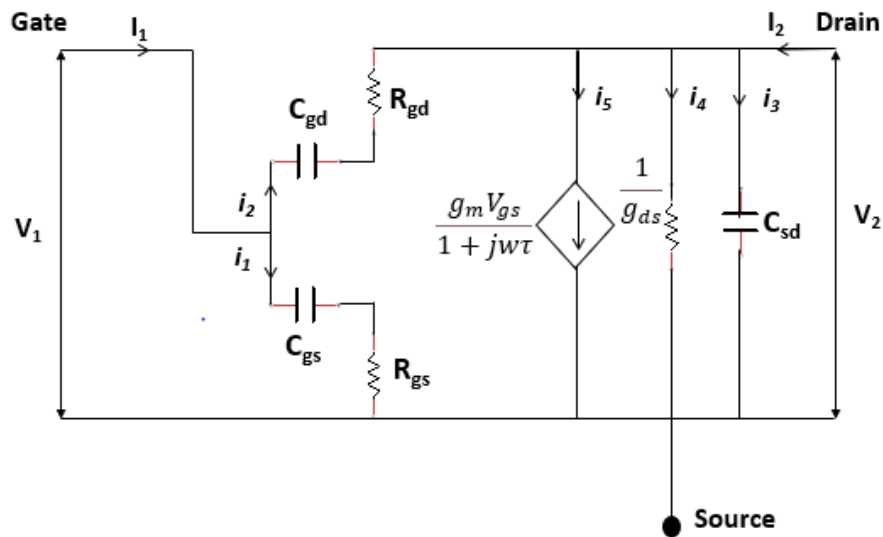 Gate
I1
I2
Drain
Rgd
Cgd
i5
i4
i3
i2
V1
gmVgs
1 + jwτ
1
gds
Csd
V2
i1
Cgs
Rgs
Source